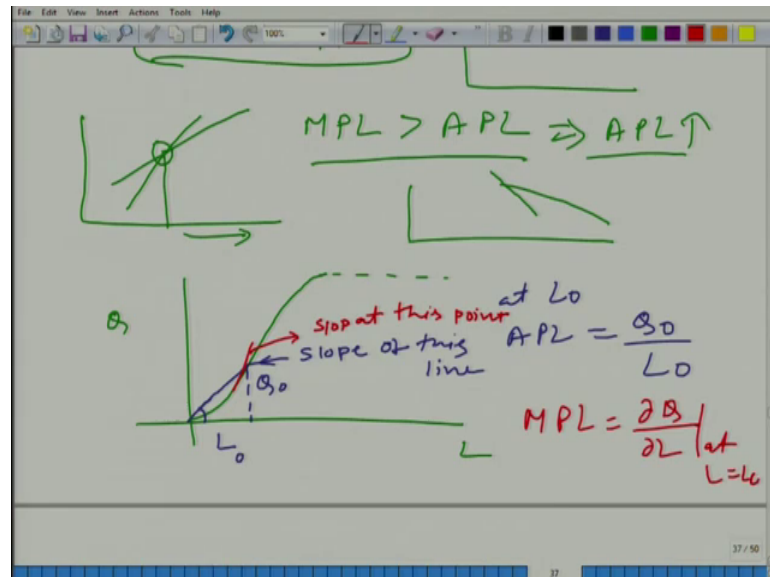 File Edit View Insert Actions Tools Help
100%
MPL > APL ⇒ APL↑
Q
slop at this point
slope of this
line
at L0
APL = Q0 / L0
Q0
L0
L
MPL = ∂Q / ∂L | at
L=L0
37 / 50
37